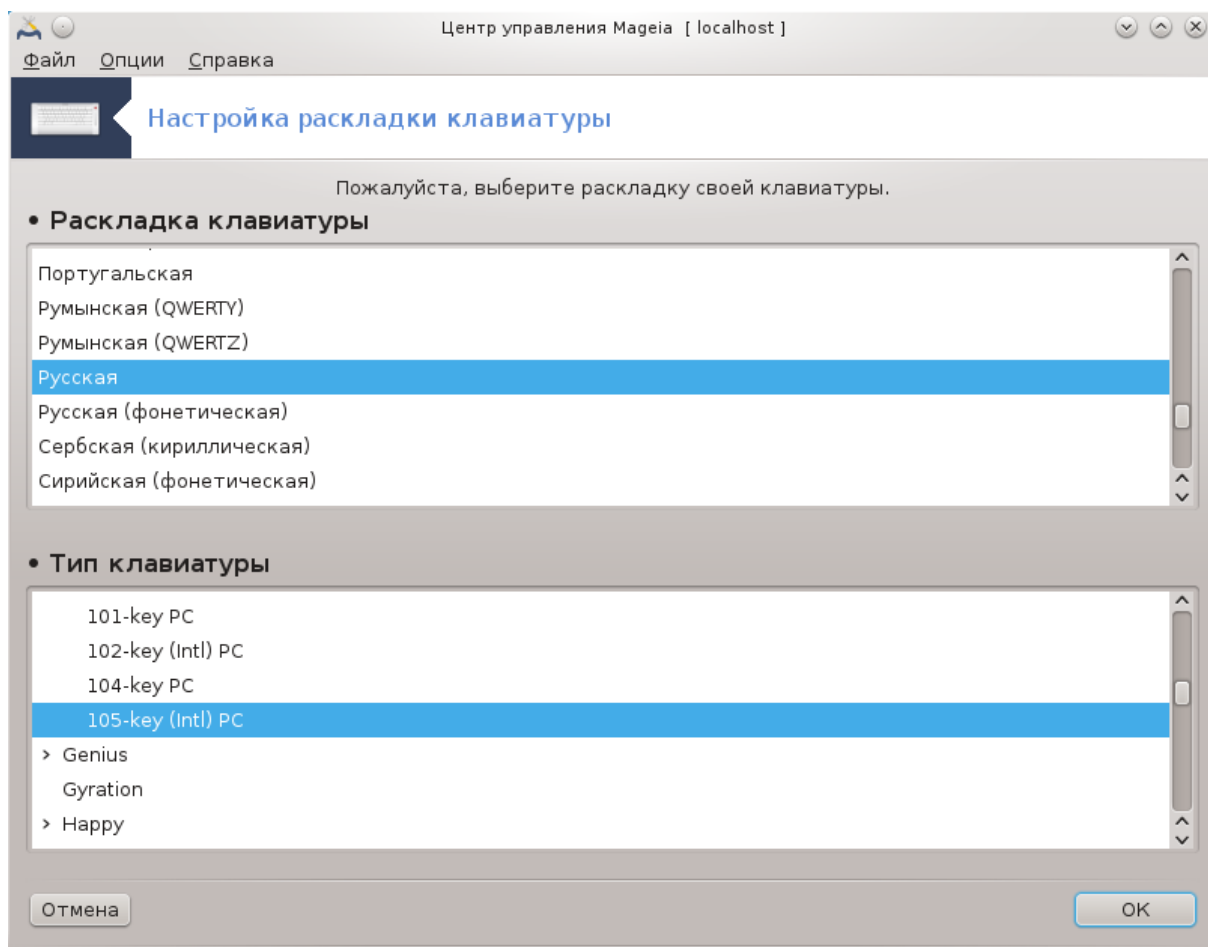 Центр управления Mageia [ localhost ]
Файл Опции Справка
Настройка раскладки клавиатуры
Пожалуйста, выберите раскладку своей клавиатуры.
• Раскладка клавиатуры
Португальская
Румынская (QWERTY)
Румынская (QWERTZ)
Русская
Русская (фонетическая)
Сербская (кириллическая)
Сирийская (фонетическая)
• Тип клавиатуры
101-key PC
102-key (Intl) PC
104-key PC
105-key (Intl) PC
> Genius
Gyration
> Happy
Отмена OK